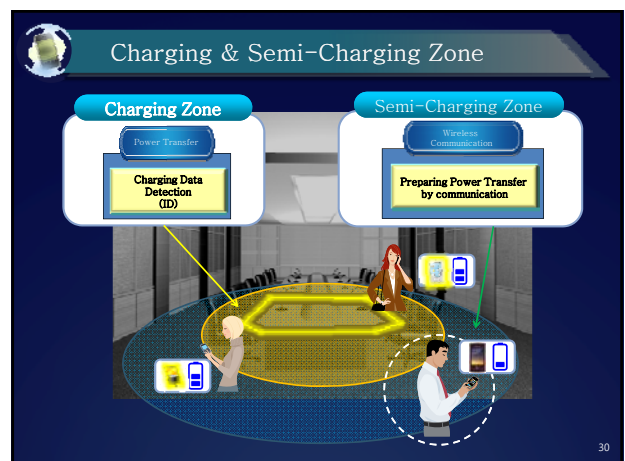 Charging & Semi-Charging Zone
Charging Zone
Power Transfer
Charging Data
Detection
(ID)
Semi-Charging Zone
Wireless
Communication
Preparing Power Transfer
by communication
30